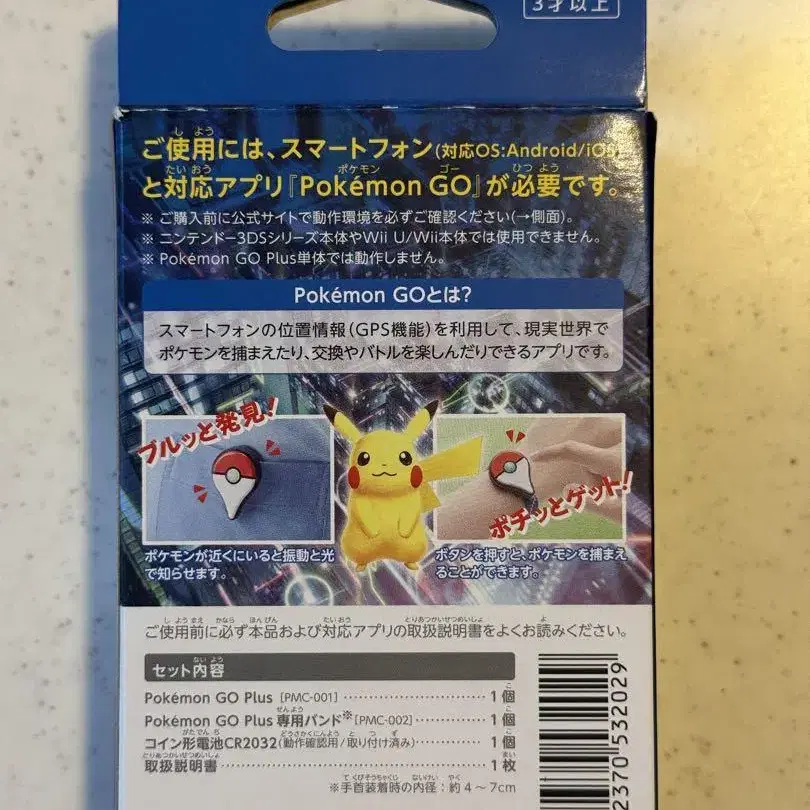 3才以上
ご使用には、スマートフォン(対応OS:Android/iOS)
と対応アプリ『Pokémon GO』が必要です。
※ ご購入前に公式サイトで動作環境を必ずご確認ください(→側面)。
※ ニンテンドー3DSシリーズ本体やWii U/Wii本体では使用できません。
※ Pokémon GO Plus単体では動作しません。
Pokémon GOとは?
スマートフォンの位置情報(GPS機能)を利用して、現実世界で
ポケモンを捕まえたり、交換やバトルを楽しんだりできるアプリです。
ブルッと発見!
ポケモンが近くにいると振動と光
で知らせます。
ポチッとゲット!
ボタンを押すと、ポケモンを捕まえ
ることができます。
ご使用前に必ず本品および対応アプリの取扱説明書をよくお読みください。
セット内容
Pokémon GO Plus [PMC-001] 1個
Pokémon GO Plus 専用バンド※[PMC-002] 1個
コイン形電池CR2032(動作確認用/取り付け済み) 1個
取扱説明書 1枚
※手首装着時の内径:約4〜7cm
2370 532029